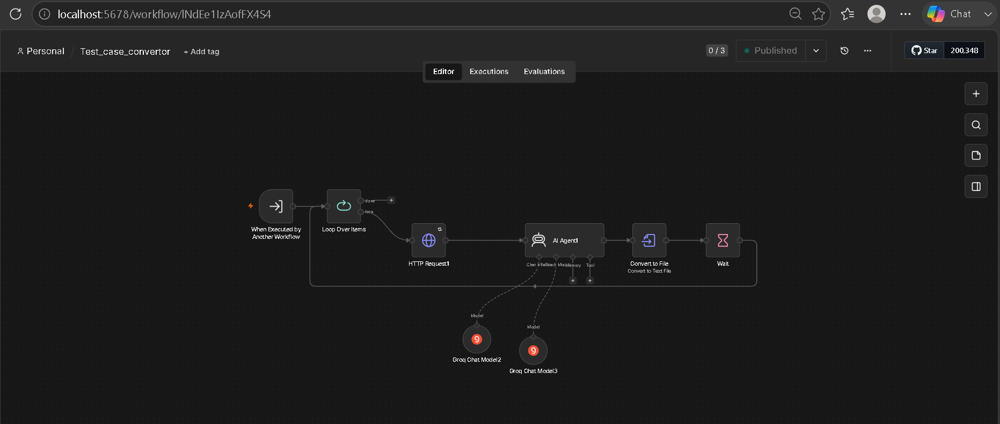 localhost:5678/workflow/lNdEe1IzAofFX4S4
Chat
Personal / Test_case_convertor + Add tag
0 / 3
Published
Star 200,348
Editor Executions Evaluations
done
loop
When Executed by
Another Workflow
Loop Over Items
HTTP Request1
AI Agent1
Chat
Fallback
Memory
Tool
Convert to File
Convert to Text File
Wait
Model
Groq Chat Model2
Model
Groq Chat Model3